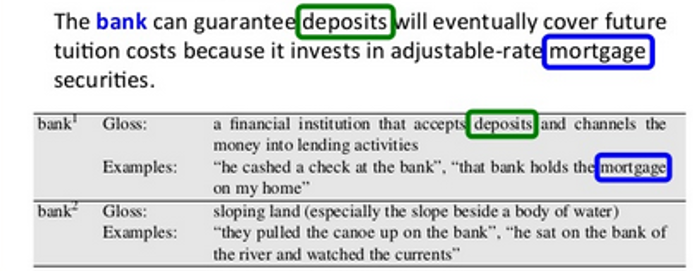 The bank can guarantee deposits will eventually cover future
tuition costs because it invests in adjustable-rate mortgage
securities.
bank¹ Gloss: a financial institution that accepts deposits and channels the
money into lending activities
Examples: “he cashed a check at the bank”, “that bank holds the mortgage
on my home”
bank² Gloss: sloping land (especially the slope beside a body of water)
Examples: “they pulled the canoe up on the bank”, “he sat on the bank of
the river and watched the currents”